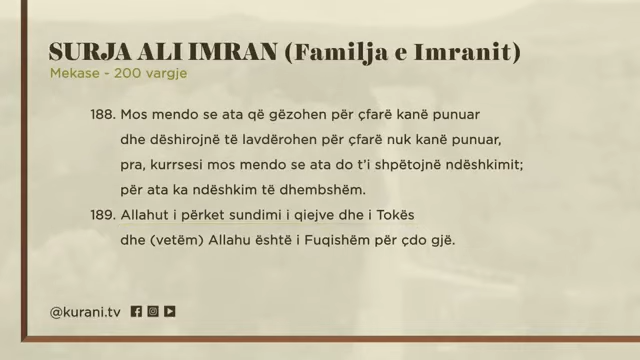 SURJA ALI IMRAN (Familja e Imranit)
Mekase - 200 vargje
188. Mos mendo se ata që gëzohen për çfarë kanë punuar
dhe dëshirojnë të lavdërohen për çfarë nuk kanë punuar,
pra, kurrsesi mos mendo se ata do t'i shpëtojnë ndëshkimit;
për ata ka ndëshkim të dhembshëm.
189. Allahut i përket sundimi i qiejve dhe i Tokës
dhe (vetëm) Allahu është i Fuqishëm për çdo gjë.
@kurani.tv